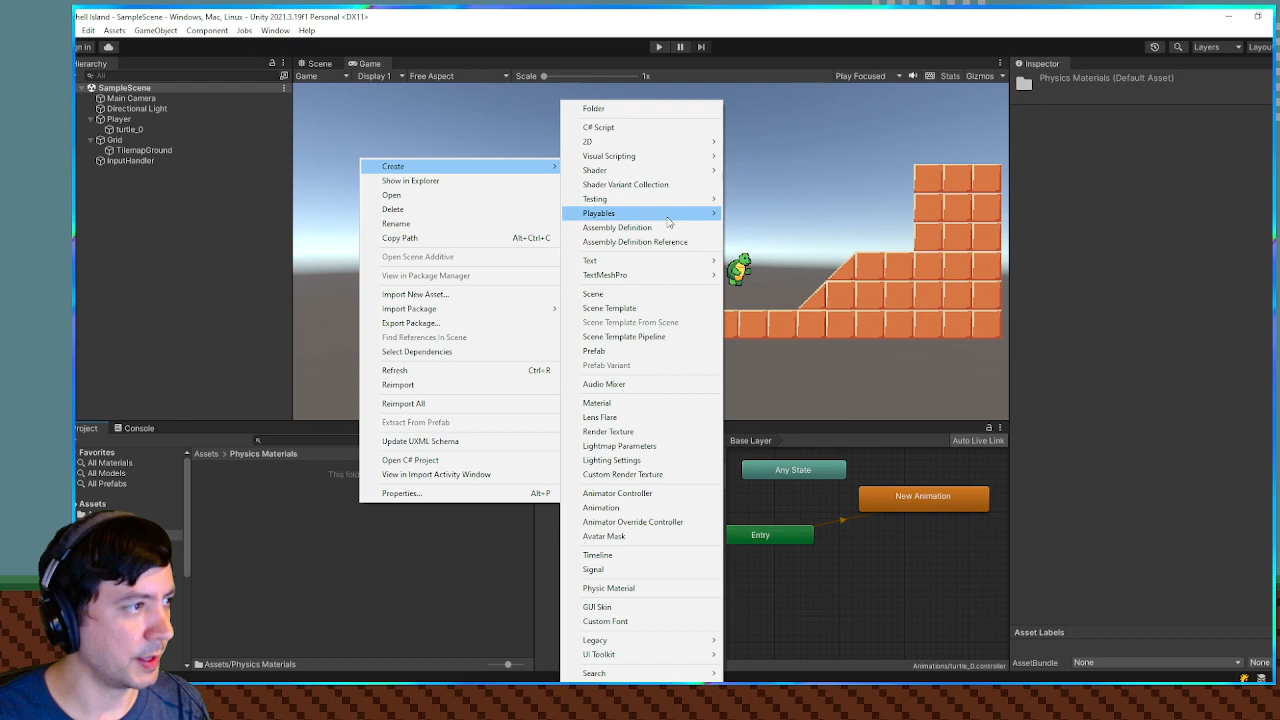 hell Island - SampleScene - Windows, Mac, Linux - Unity 2021.3.19f1 Personal <DX11>
Edit Assets GameObject Component Jobs Window Help
Layers Layou
Hierarchy
Scene Game
Inspector
All
Game Display 1 Free Aspect Scale 1x Play Focused Stats Gizmos
Physics Materials (Default Asset)
SampleScene
Main Camera
Directional Light
Player
turtle_0
Grid
TilemapGround
InputHandler
Create
Show in Explorer
Open
Delete
Rename
Copy Path Alt+Ctrl+C
Open Scene Additive
View in Package Manager
Import New Asset...
Import Package
Export Package...
Find References In Scene
Select Dependencies
Refresh Ctrl+R
Reimport
Reimport All
Extract From Prefab
Update UXML Schema
Open C# Project
View in Import Activity Window
Properties... Alt+P
Folder
C# Script
2D
Visual Scripting
Shader
Shader Variant Collection
Testing
Playables
Assembly Definition
Assembly Definition Reference
Text
TextMeshPro
Scene
Scene Template
Scene Template From Scene
Scene Template Pipeline
Prefab
Prefab Variant
Audio Mixer
Material
Lens Flare
Render Texture
Lightmap Parameters
Lighting Settings
Custom Render Texture
Animator Controller
Animation
Animator Override Controller
Avatar Mask
Timeline
Signal
Physic Material
GUI Skin
Custom Font
Legacy
UI Toolkit
Search
Project Console
Favorites
All Materials
All Models
All Prefabs
Assets
Assets > Physics Materials
This fold
Assets/Physics Materials
Base Layer Auto Live Link
Any State
New Animation
Entry
Animations/turtle_0.controller
Asset Labels
AssetBundle None None